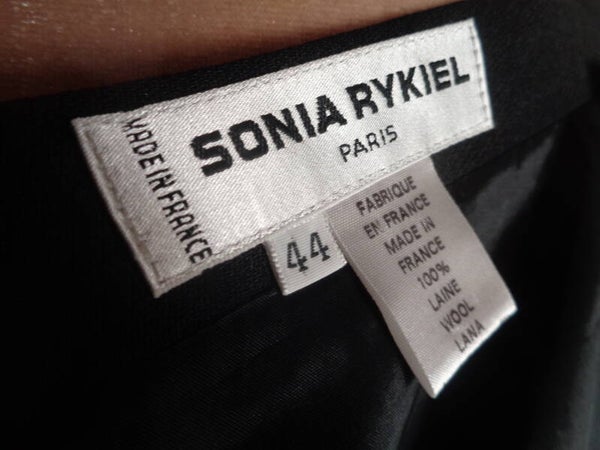 MADE IN FRANCE
SONIA RYKIEL
PARIS
44
FABRIQUE
EN FRANCE
MADE IN
FRANCE
100%
LAINE
WOOL
LANA